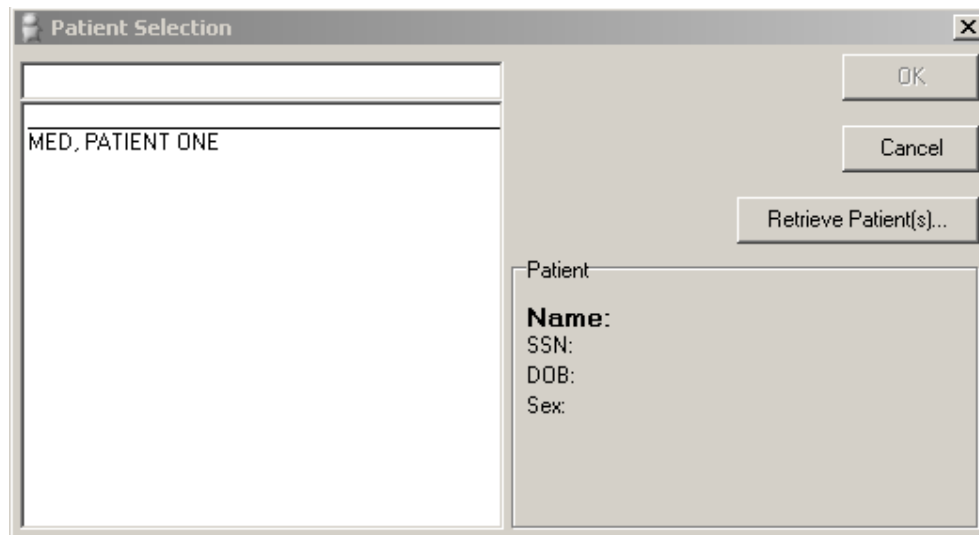 Patient Selection
OK
MED, PATIENT ONE
Cancel
Retrieve Patient(s)...
Patient
Name:
SSN:
DOB:
Sex: